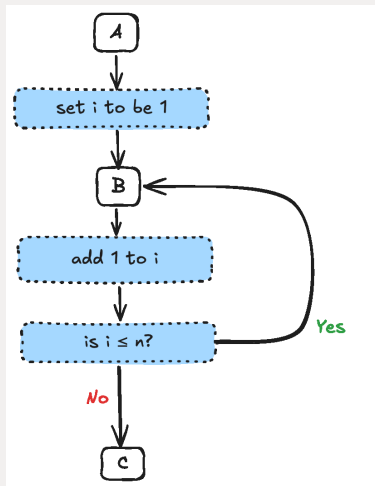 A
set i to be 1
B
add 1 to i
is i ≤ n?
Yes
No
C